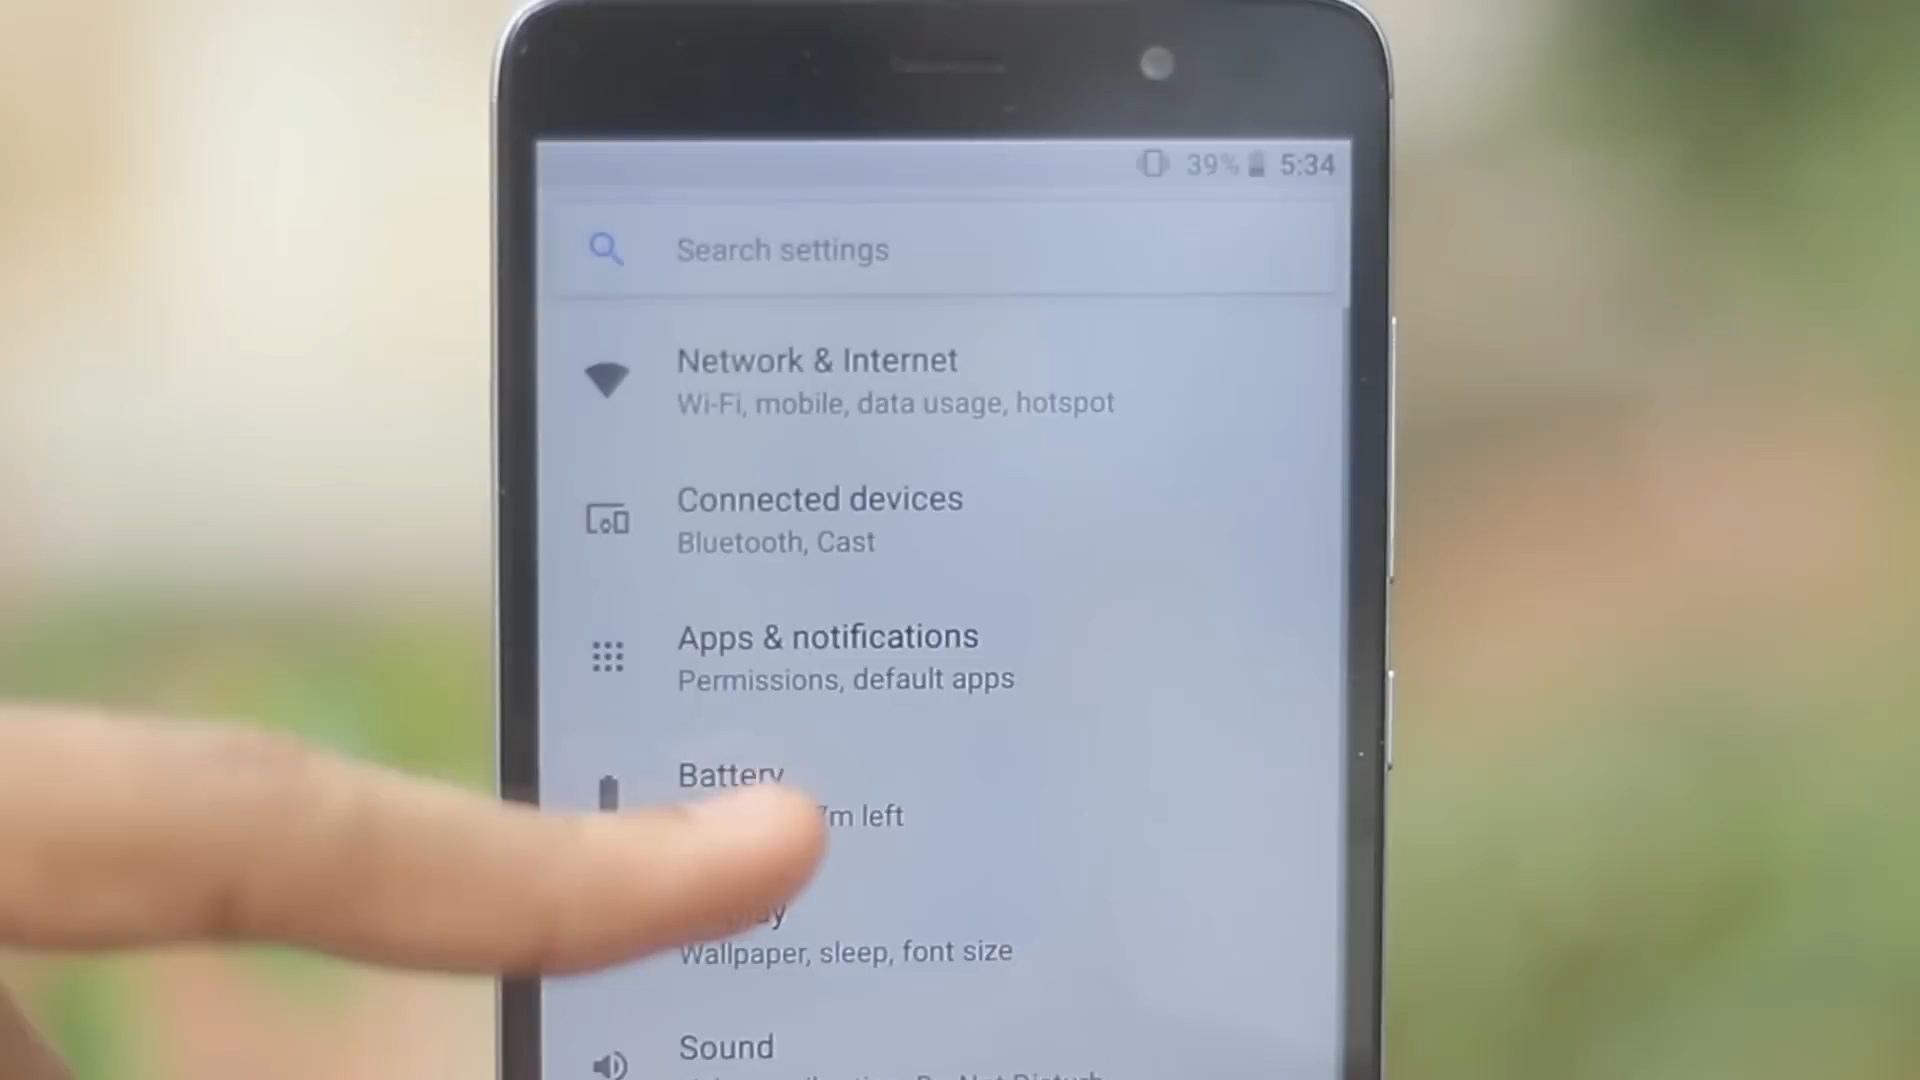 39% 5:34
Search settings
Network & Internet
Wi-Fi, mobile, data usage, hotspot
Connected devices
Bluetooth, Cast
Apps & notifications
Permissions, default apps
Battery
left
Wallpaper, sleep, font size
Sound